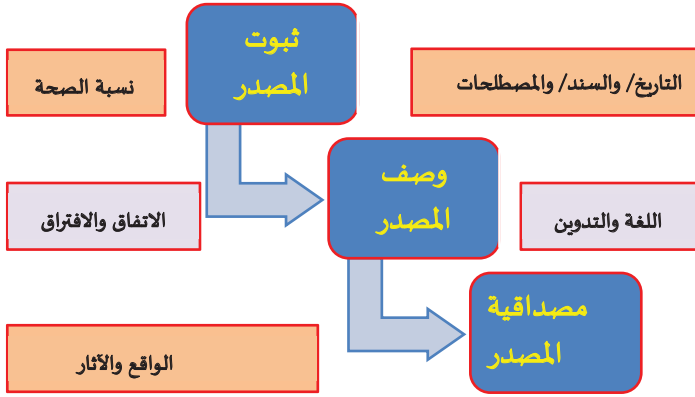 ثبوت
المصدر
التاريخ/ والسند/ والمصطلحات
نسبة الصحة
وصف
المصدر
اللغة والتدوين
الاتفاق والافتراق
مصداقية
المصدر
الواقع والآثار